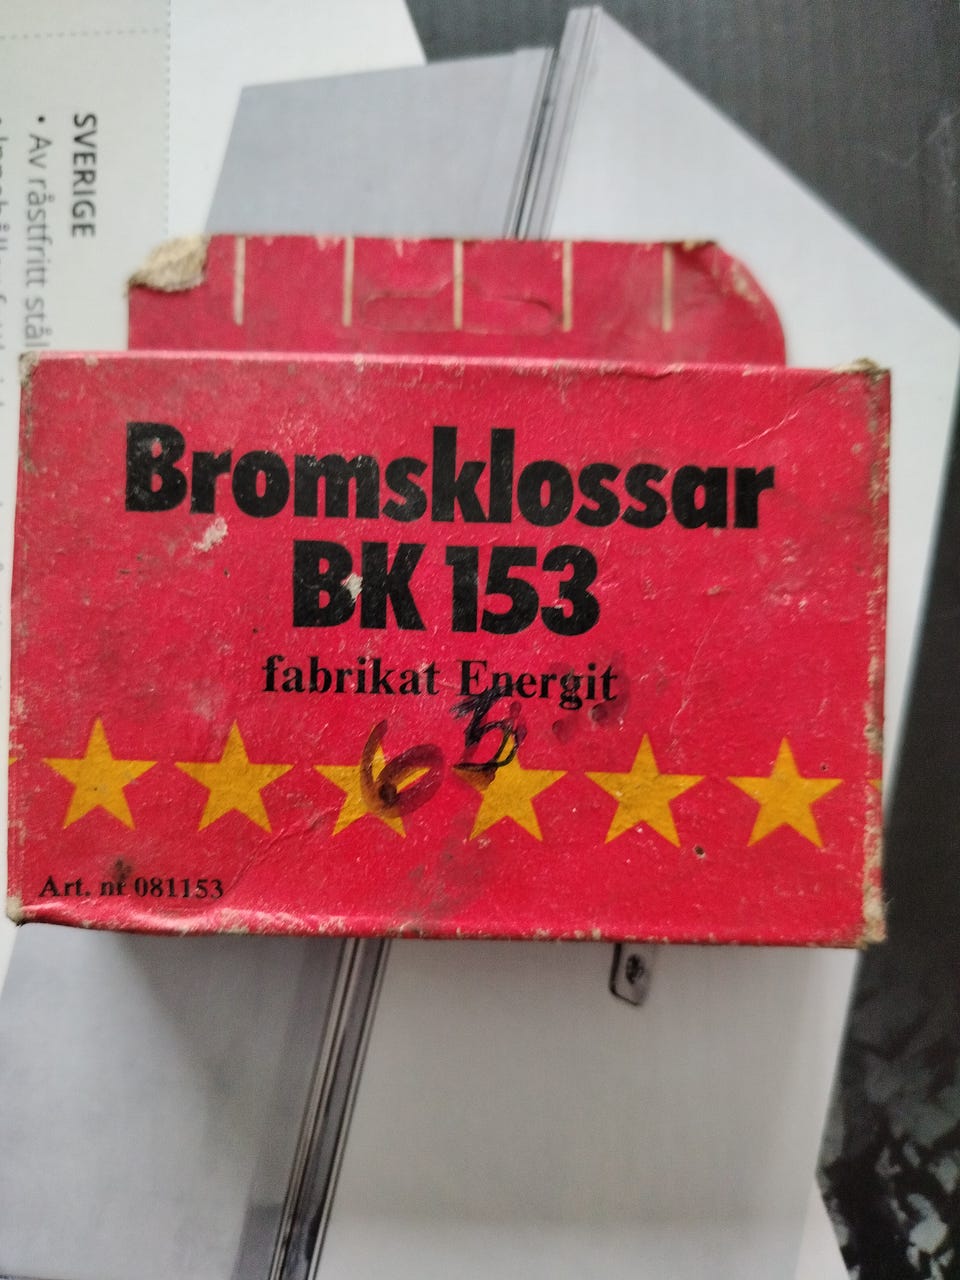 SVERIGE
• Av råstfritt stål
Bromsklossar
BK 153
fabrikat Energit
65
Art. nr 081153